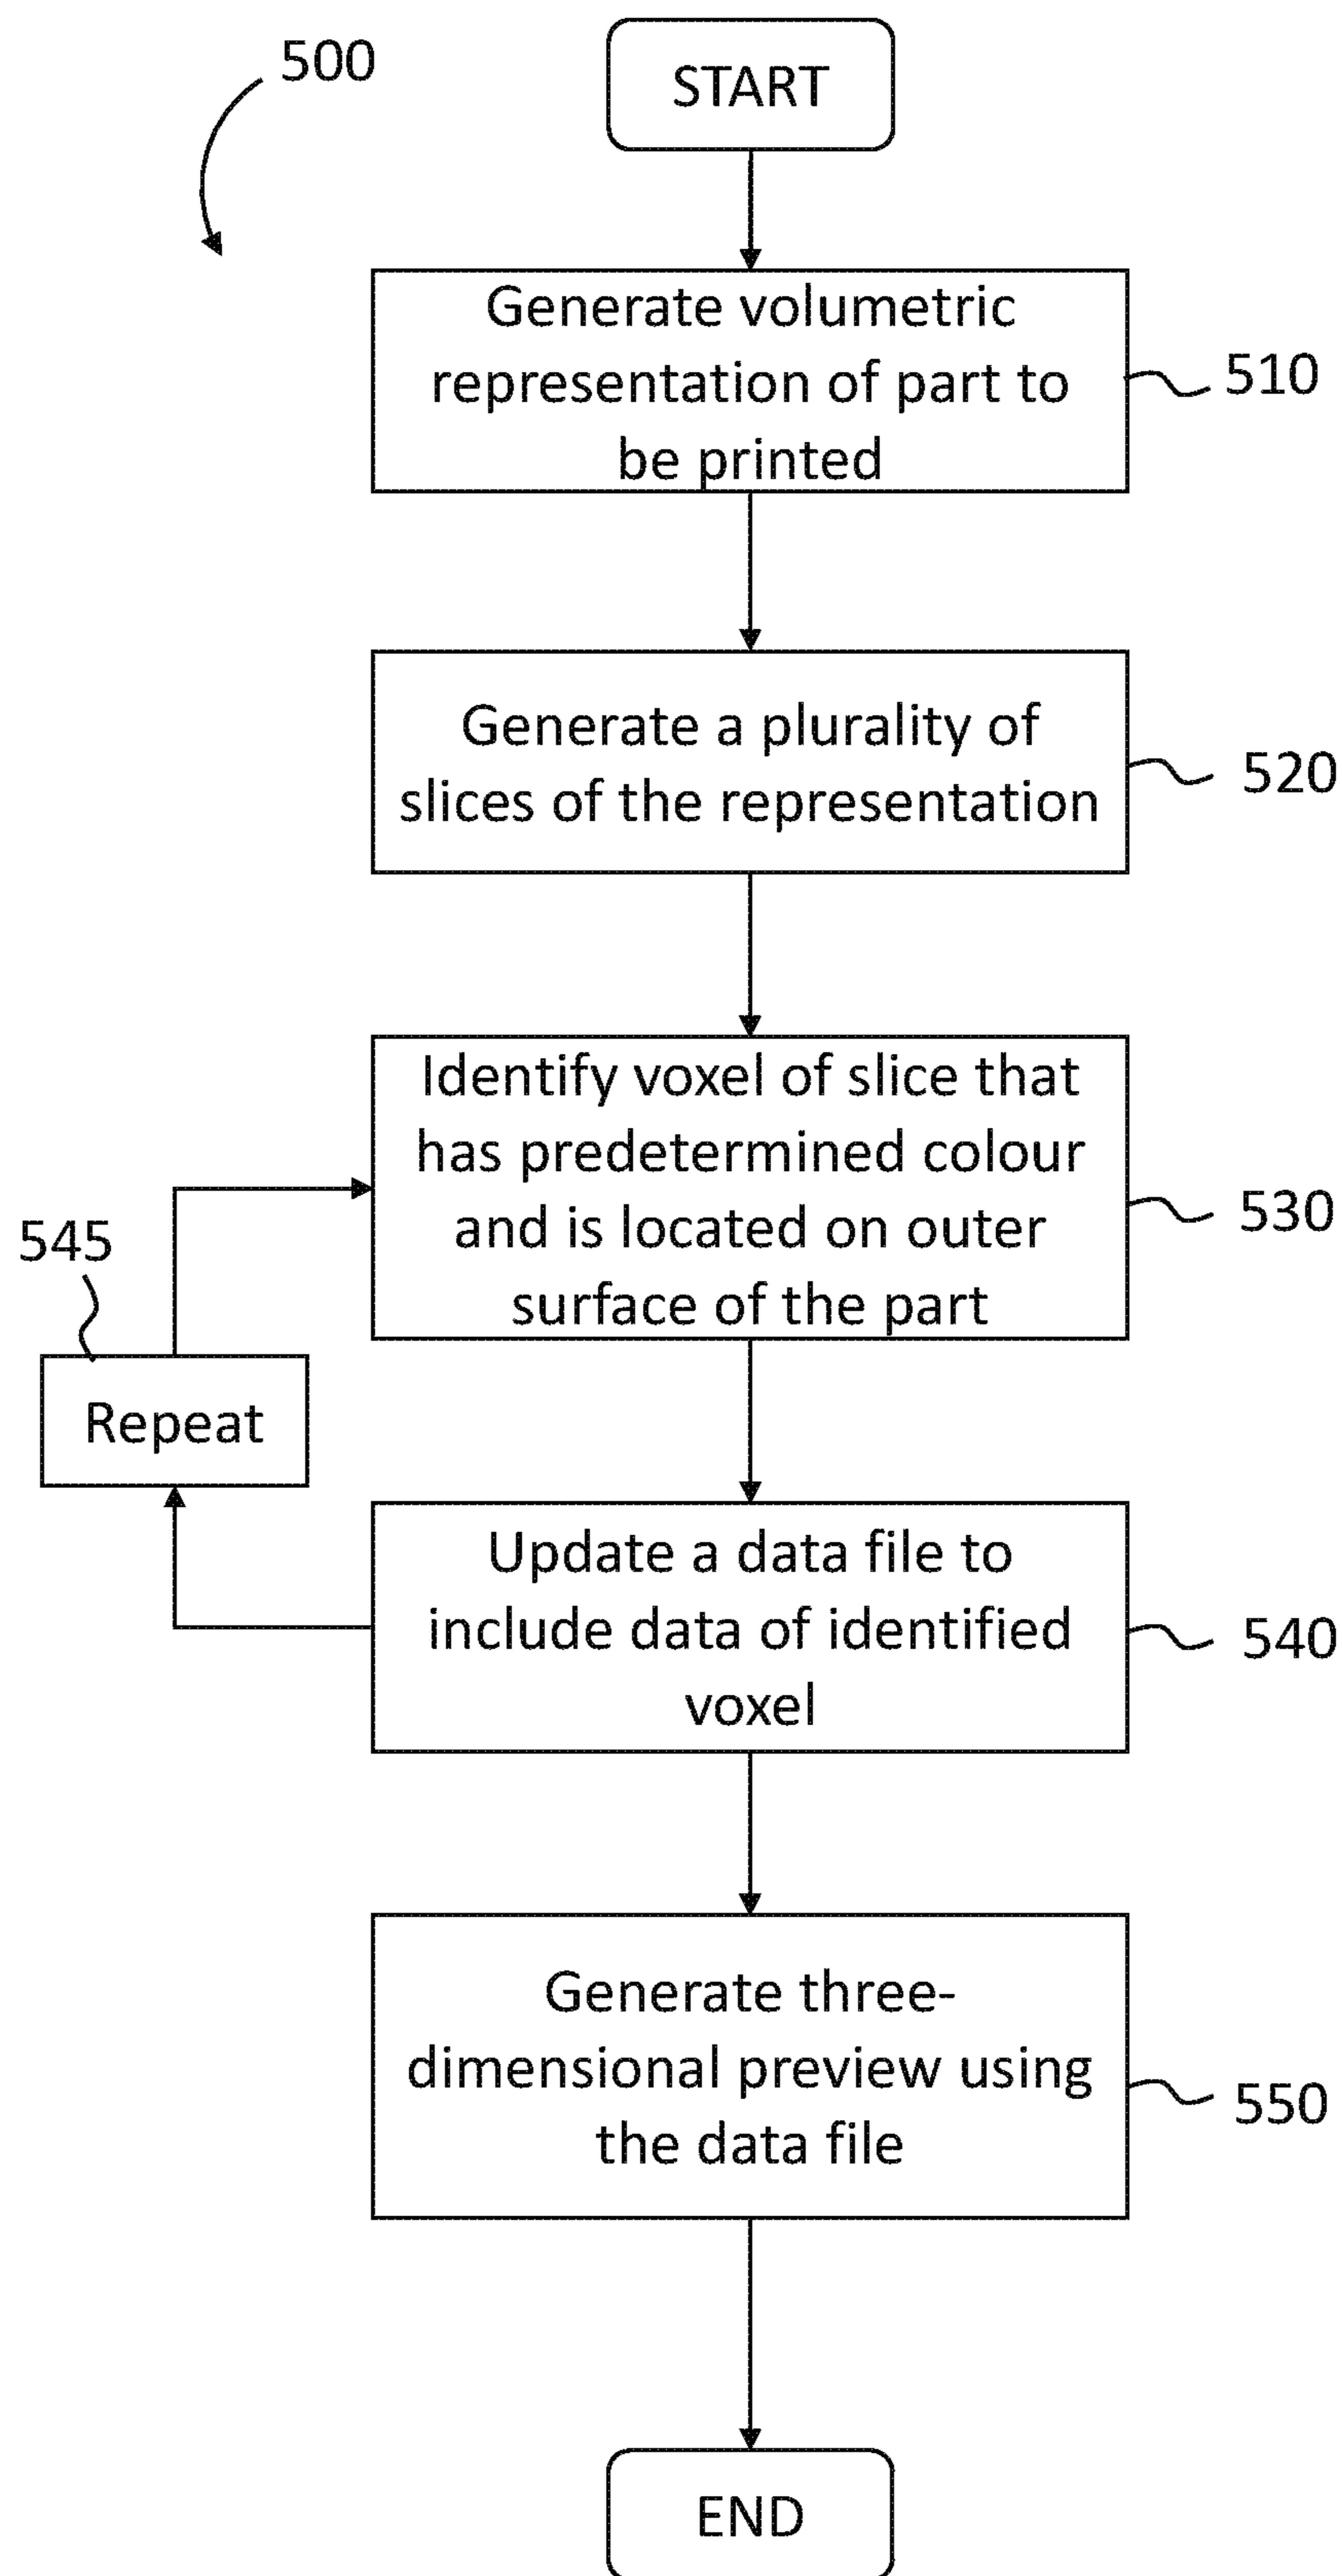 500
START
Generate volumetric
representation of part to
be printed
510
Generate a plurality of
slices of the representation
520
Identify voxel of slice that
has predetermined colour
and is located on outer
surface of the part
530
545
Repeat
Update a data file to
include data of identified
voxel
540
Generate three-
dimensional preview using
the data file
550
END